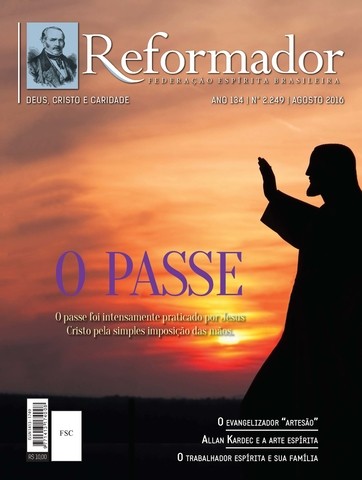 Reformador
FEDERAÇÃO ESPÍRITA BRASILEIRA
DEUS, CRISTO E CARIDADE
ANO 134 | Nº 2.249 | AGOSTO 2016
O PASSE
O passe foi intensamente praticado por Jesus
Cristo pela simples imposição das mãos.
FSC
R$ 10,00
O EVANGELIZADOR "ARTESÃO"
ALLAN KARDEC E A ARTE ESPÍRITA
O TRABALHADOR ESPÍRITA E SUA FAMÍLIA